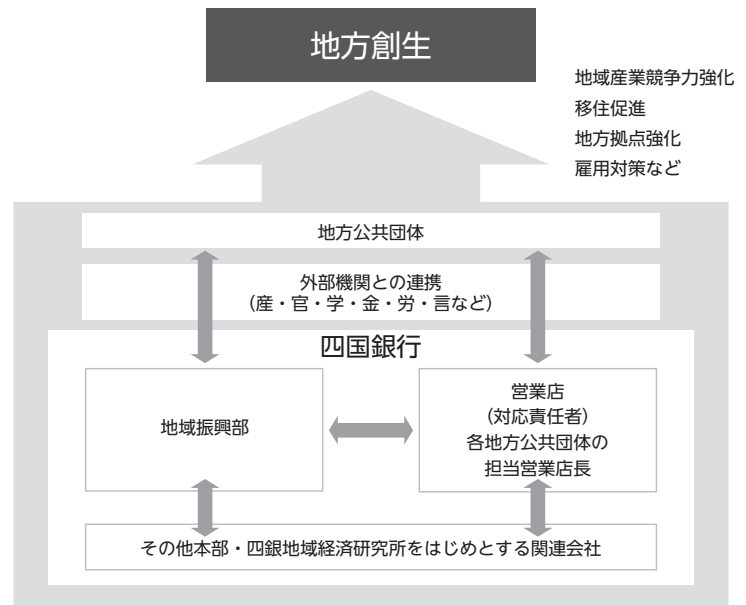 地方創生
地域産業競争力強化
移住促進
地方拠点強化
雇用対策など
地方公共団体
外部機関との連携
（産・官・学・金・労・言など）
四国銀行
地域振興部
営業店
（対応責任者）
各地方公共団体の
担当営業店長
その他本部・四銀地域経済研究所をはじめとする関連会社